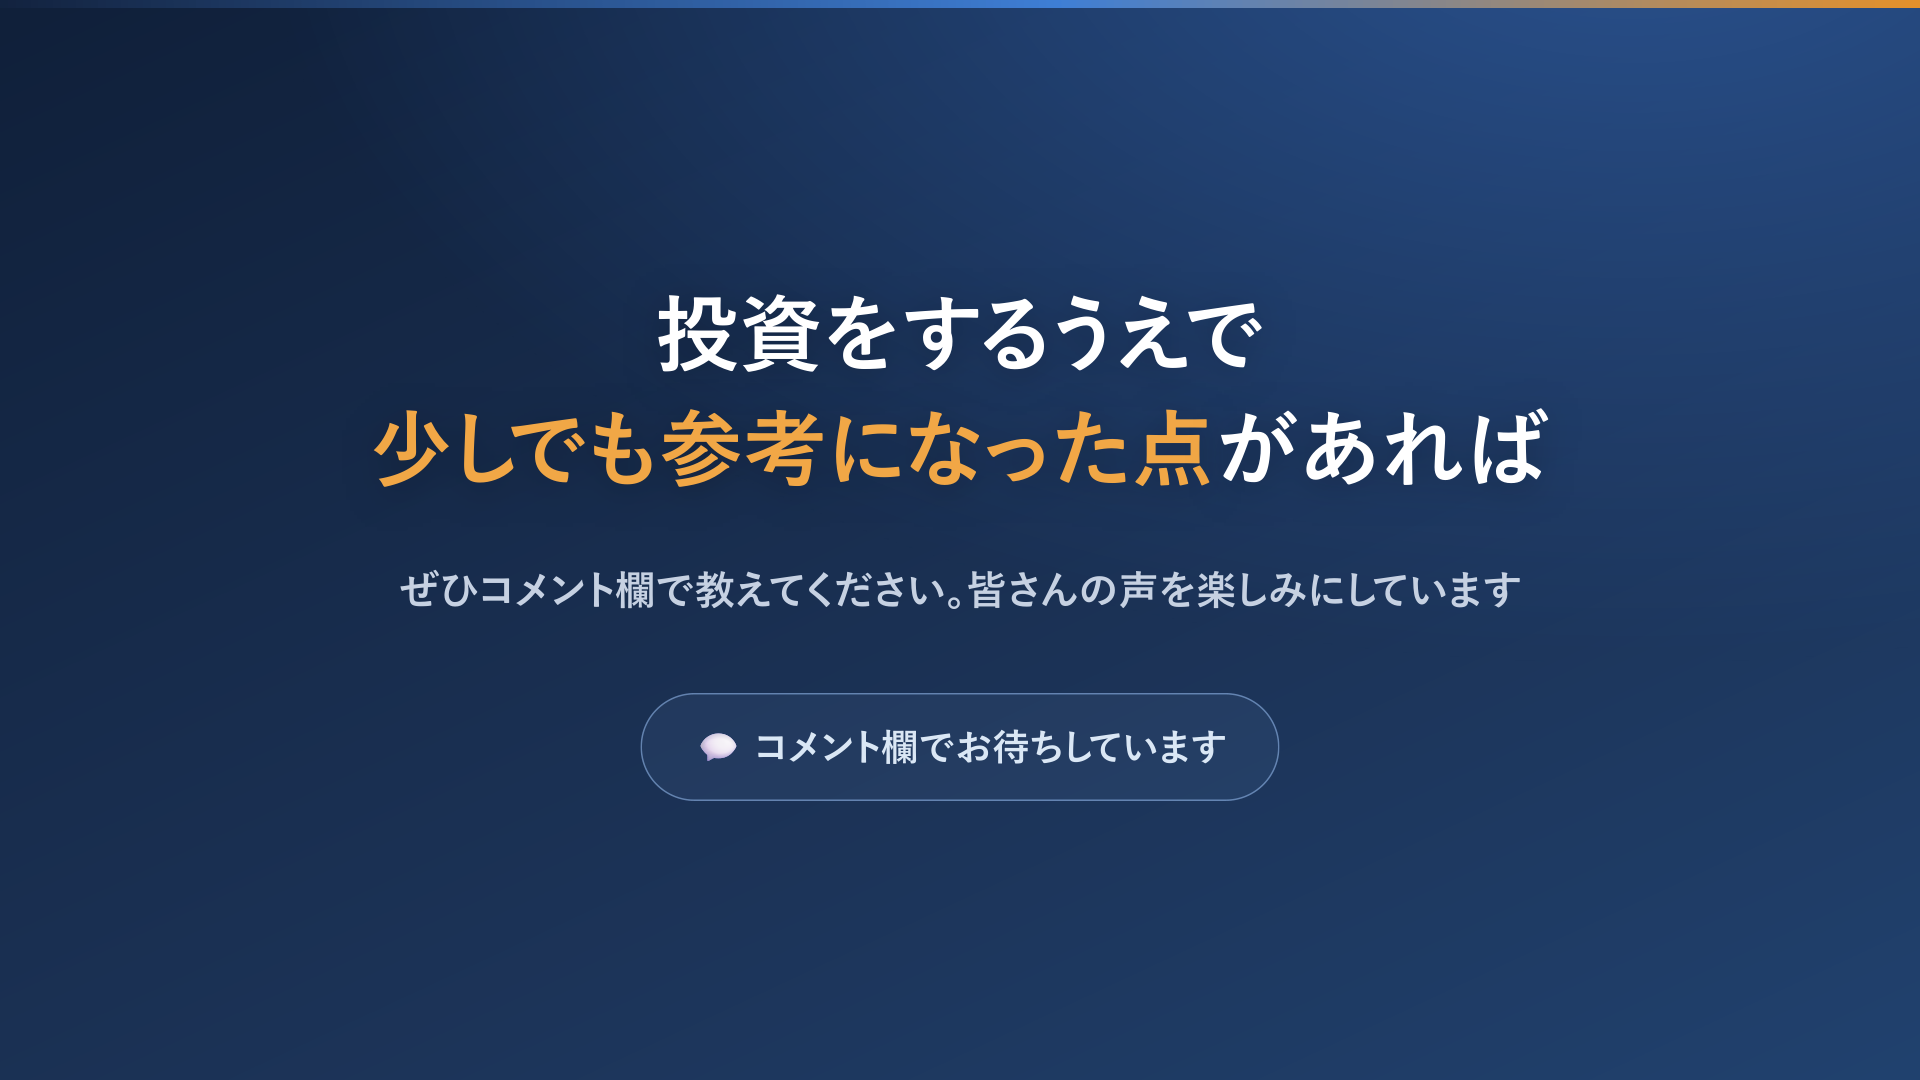 投資をするうえで
少しでも参考になった点があれば
ぜひコメント欄で教えてください。皆さんの声を楽しみにしています
コメント欄でお待ちしています